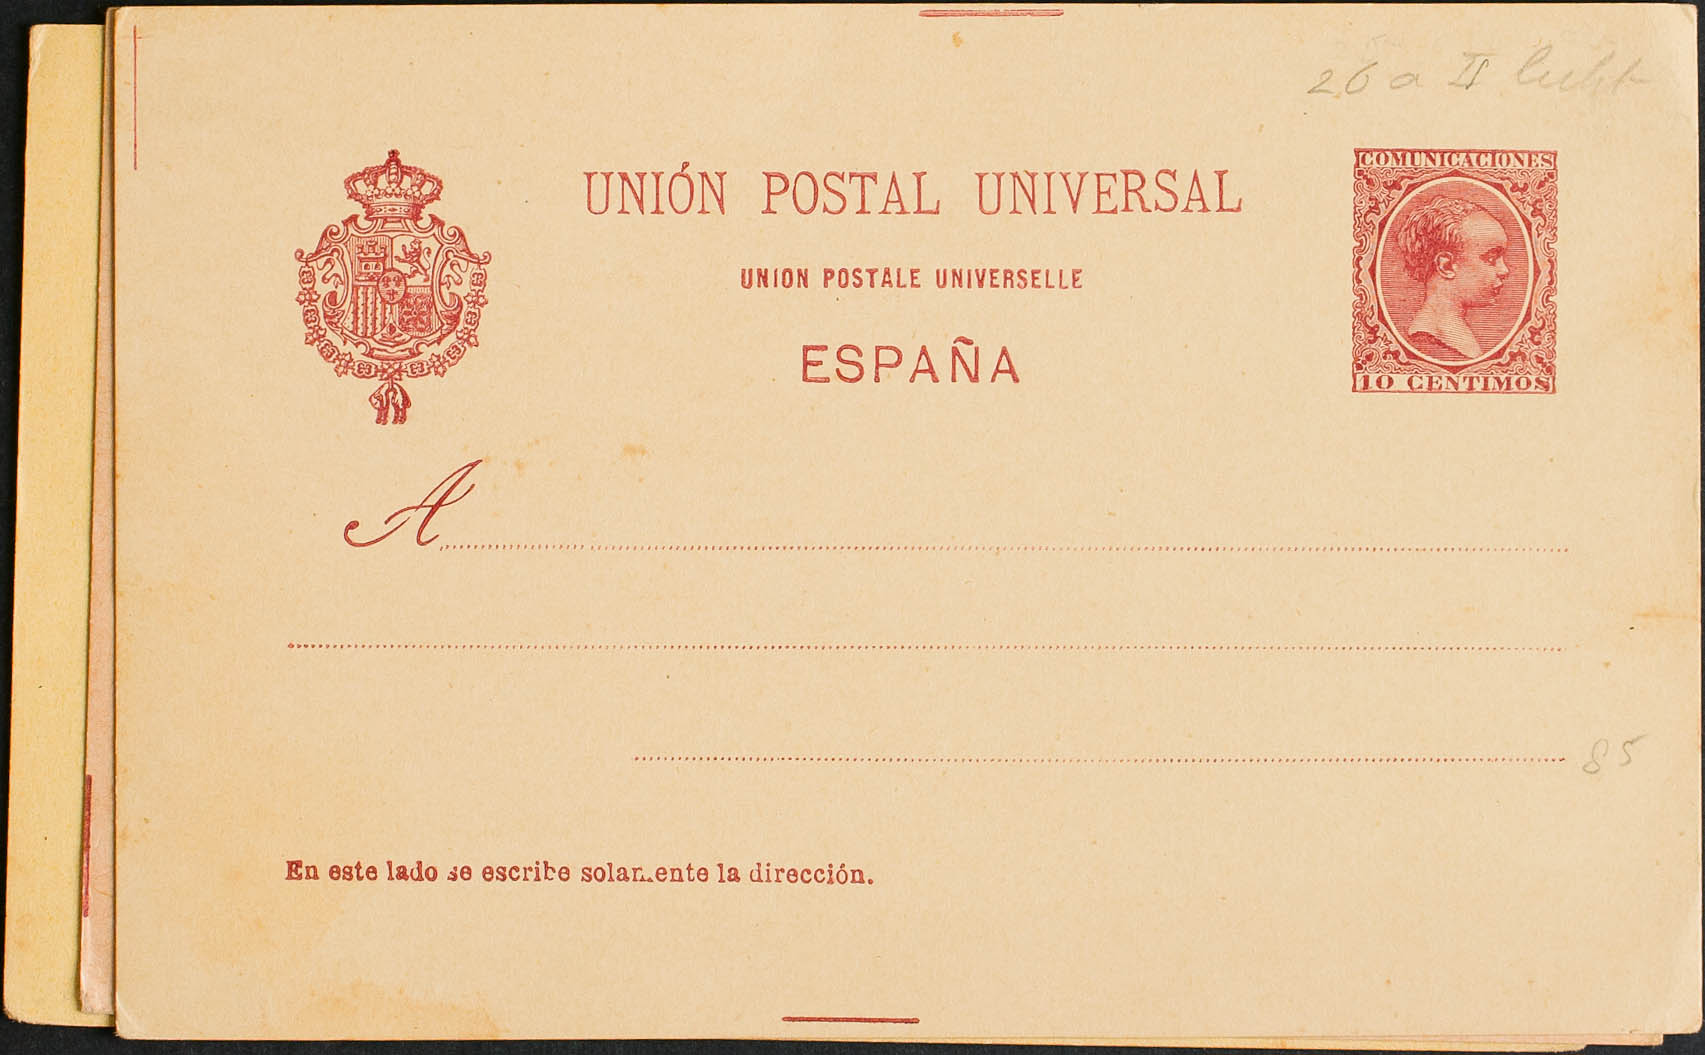 26 a II
COMUNICACIONES
UNIÓN POSTAL UNIVERSAL
UNION POSTALE UNIVERSELLE
ESPAÑA
10 CENTIMOS
A
85
En este lado se escribe solamente la dirección.